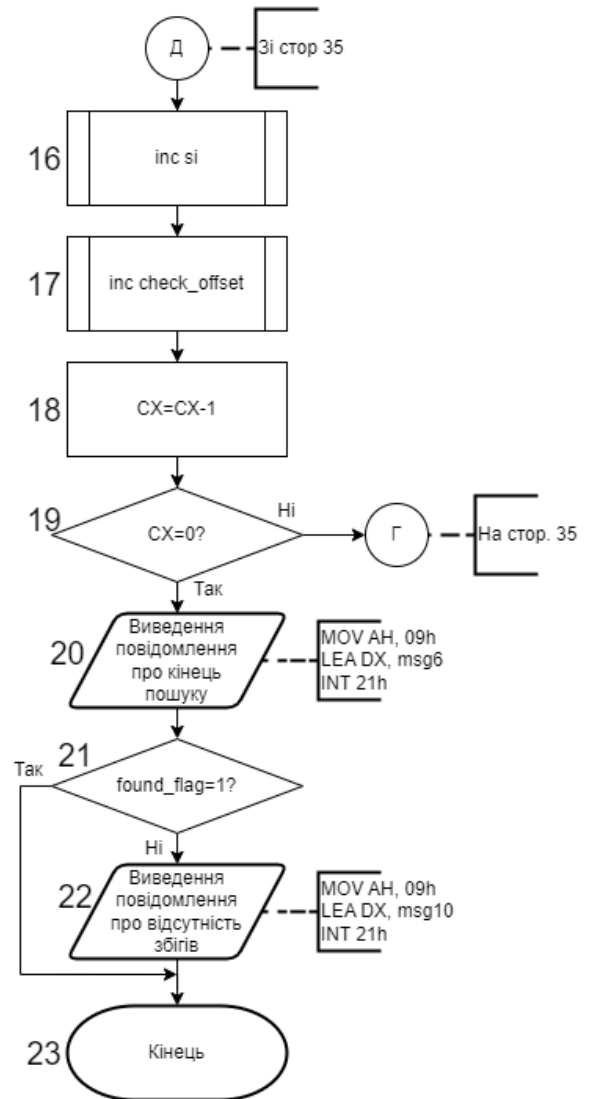 Д
Зі стор 35
16
inc si
17
inc check_offset
18
CX=CX-1
19
CX=0?
Ні
Г
На стор. 35
Так
20
Виведення
повідомлення
про кінець
пошуку
MOV AH, 09h
LEA DX, msg6
INT 21h
21
Так
found_flag=1?
Ні
22
Виведення
повідомлення
про відсутність
збігів
MOV AH, 09h
LEA DX, msg10
INT 21h
23
Кінець